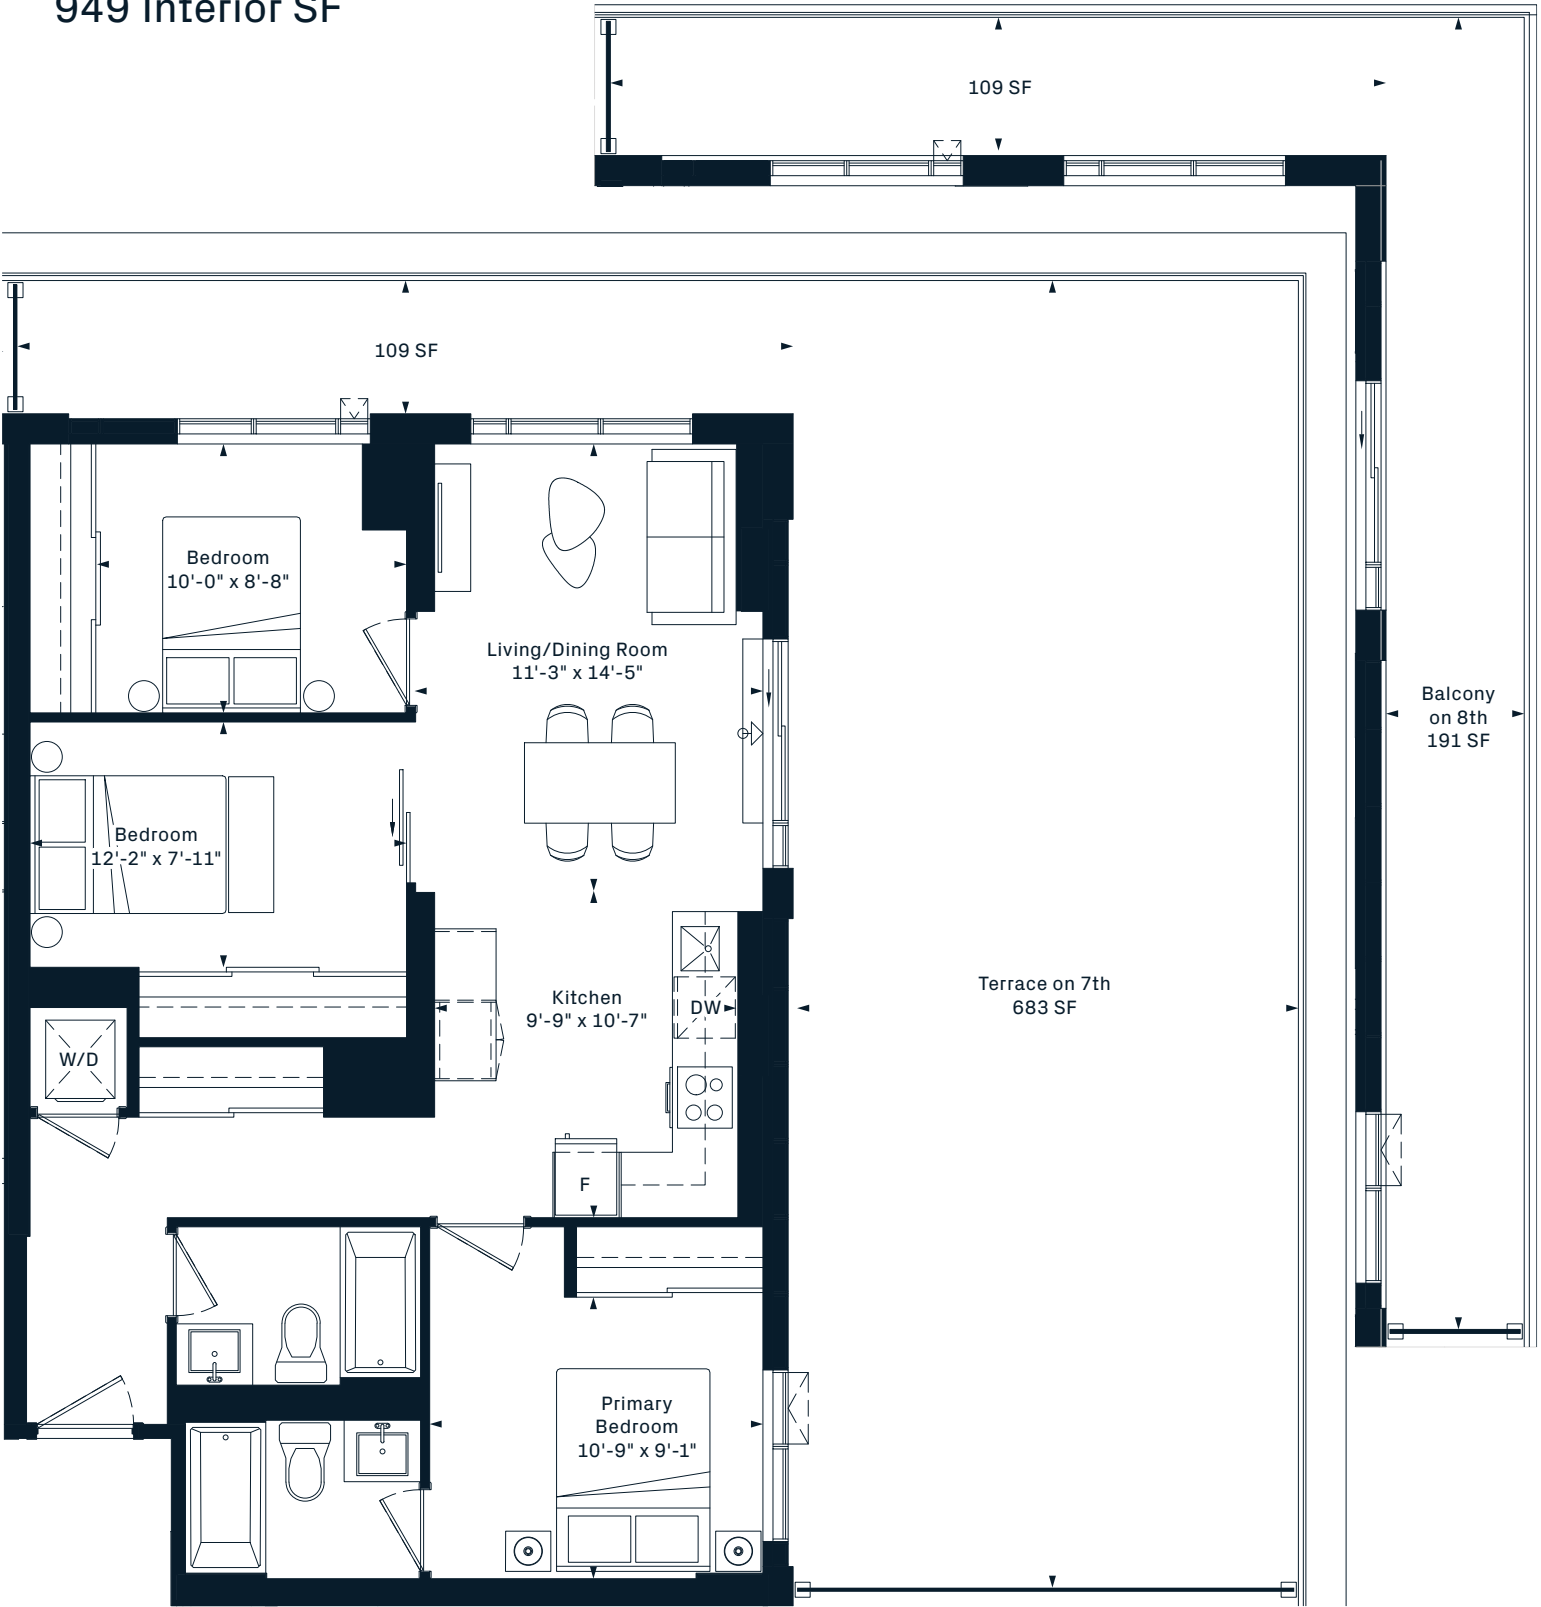 949 Interior SF
109 SF
109 SF
Bedroom
10'-0" x 8'-8"
Living/Dining Room
11'-3" x 14'-5"
Balcony
on 8th
191 SF
Bedroom
12'-2" x 7'-11"
Kitchen
9'-9" x 10'-7"
DW
Terrace on 7th
683 SF
W/D
F
Primary
Bedroom
10'-9" x 9'-1"